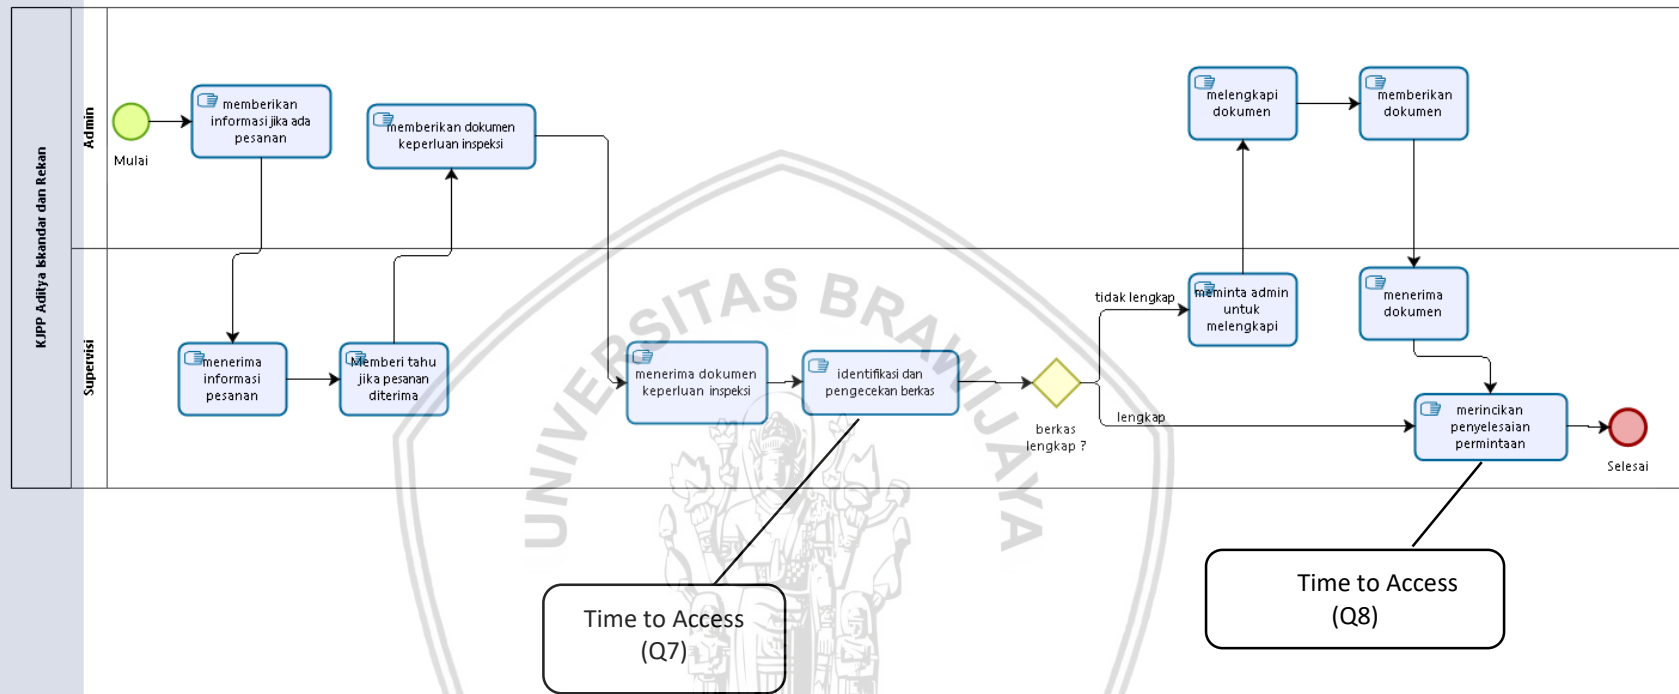 KJPP Aditya Iskandar dan Rekan
Admin
Supervisi
Mulai
memberikan
informasi jika ada
pesanan
memberikan dokumen
keperluan inspeksi
melengkapi
dokumen
memberikan
dokumen
menerima
informasi
pesanan
Memberi tahu
jika pesanan
diterima
menerima dokumen
keperluan inspeksi
identifikasi dan
pengecekan berkas
berkas
lengkap ?
tidak lengkap
lengkap
meminta admin
untuk
melengkapi
menerima
dokumen
merincikan
penyelesaian
permintaan
Selesai
Time to Access
(Q7)
Time to Access
(Q8)
UNIVERSITAS BRAWIJAYA